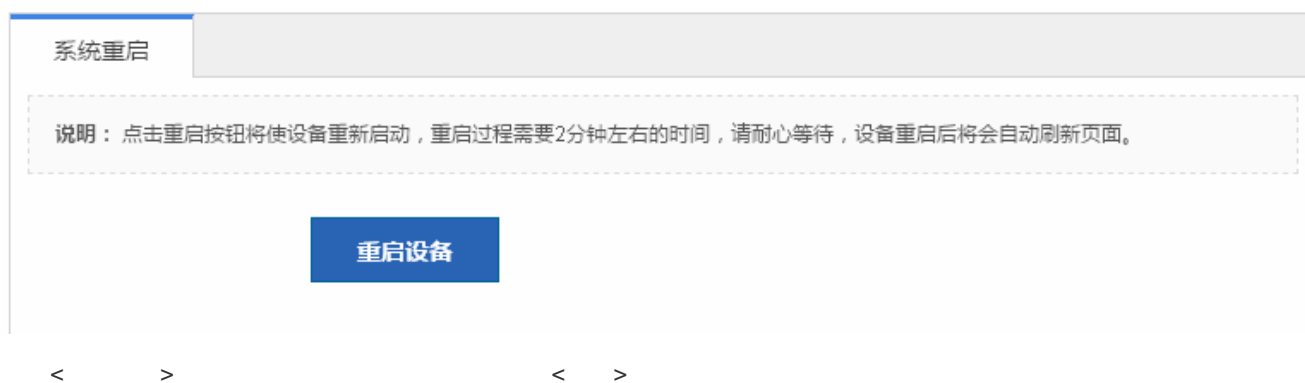 系统重启
说明：点击重启按钮将使设备重新启动，重启过程需要2分钟左右的时间，请耐心等待，设备重启后将会自动刷新页面。
重启设备
< > < >